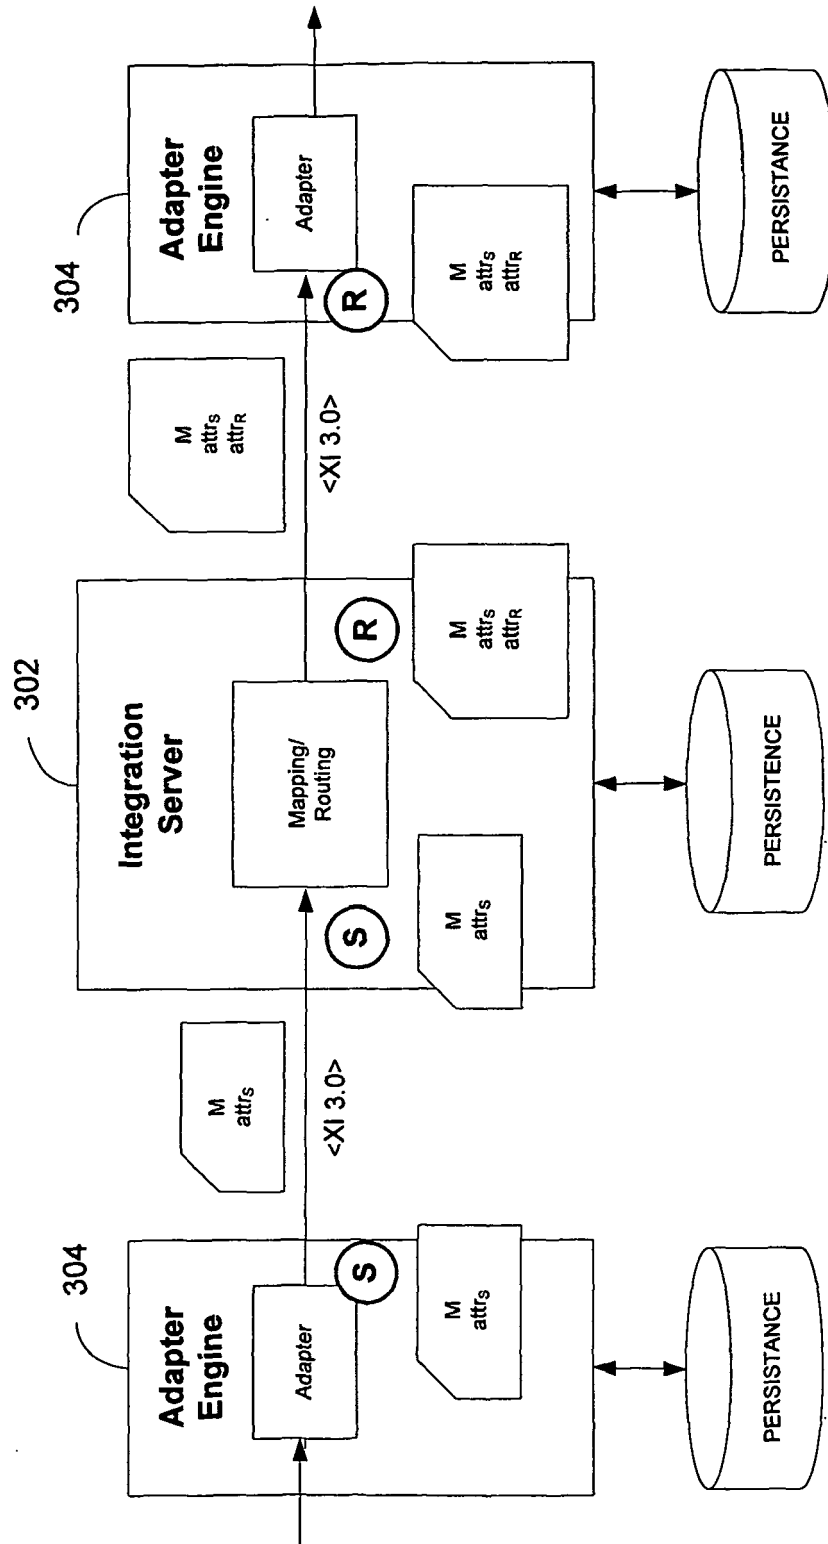 304
Adapter
Engine
Adapter
S
M
attrS
PERSISTANCE
M
attrS
<XI 3.0>
302
Integration
Server
Mapping/
Routing
S
R
M
attrS
M
attrS
attrR
PERSISTENCE
M
attrS
attrR
<XI 3.0>
304
Adapter
Engine
Adapter
R
M
attrS
attrR
PERSISTANCE